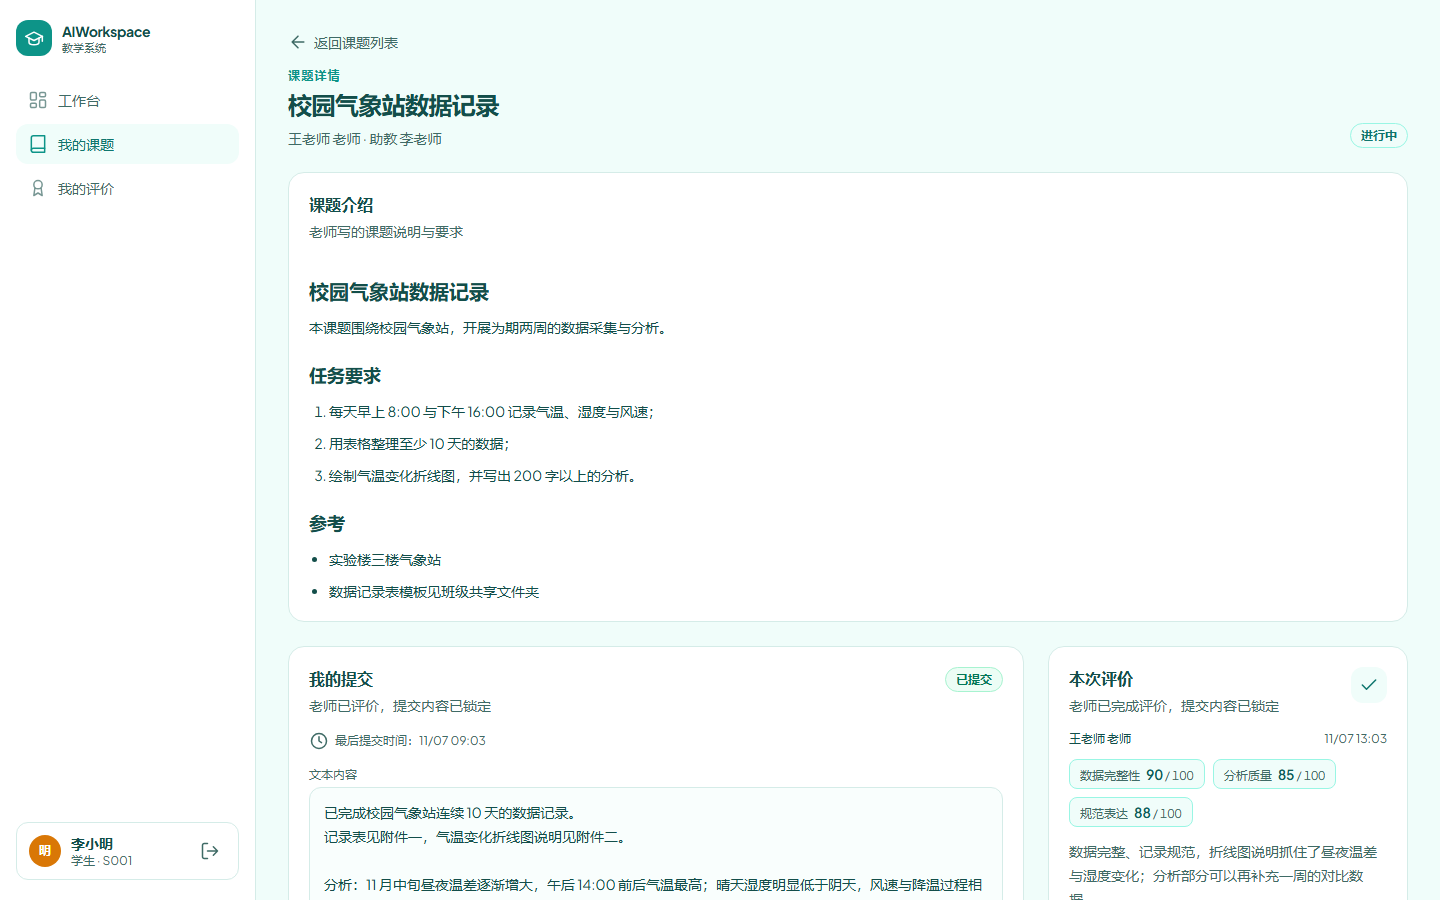 AIWorkspace
教学系统
工作台
我的课题
我的评价
明
李小明
学生 · S001
返回课题列表
课题详情
校园气象站数据记录
王老师 老师 · 助教 李老师
进行中
课题介绍
老师写的课题说明与要求
校园气象站数据记录
本课题围绕校园气象站，开展为期两周的数据采集与分析。
任务要求
1. 每天早上 8:00 与下午 16:00 记录气温、湿度与风速；
2. 用表格整理至少 10 天的数据；
3. 绘制气温变化折线图，并写出 200 字以上的分析。
参考
• 实验楼三楼气象站
• 数据记录表模板见班级共享文件夹
我的提交
已提交
老师已评价，提交内容已锁定
最后提交时间：11/07 09:03
文本内容
已完成校园气象站连续 10 天的数据记录。
记录表见附件一，气温变化折线图说明见附件二。
分析：11 月中旬昼夜温差逐渐增大，午后 14:00 前后气温最高；晴天湿度明显低于阴天，风速与降温过程相
本次评价
老师已完成评价，提交内容已锁定
王老师 老师
11/07 13:03
数据完整性 90 / 100
分析质量 85 / 100
规范表达 88 / 100
数据完整、记录规范，折线图说明抓住了昼夜温差
与湿度变化；分析部分可以再补充一周的对比数